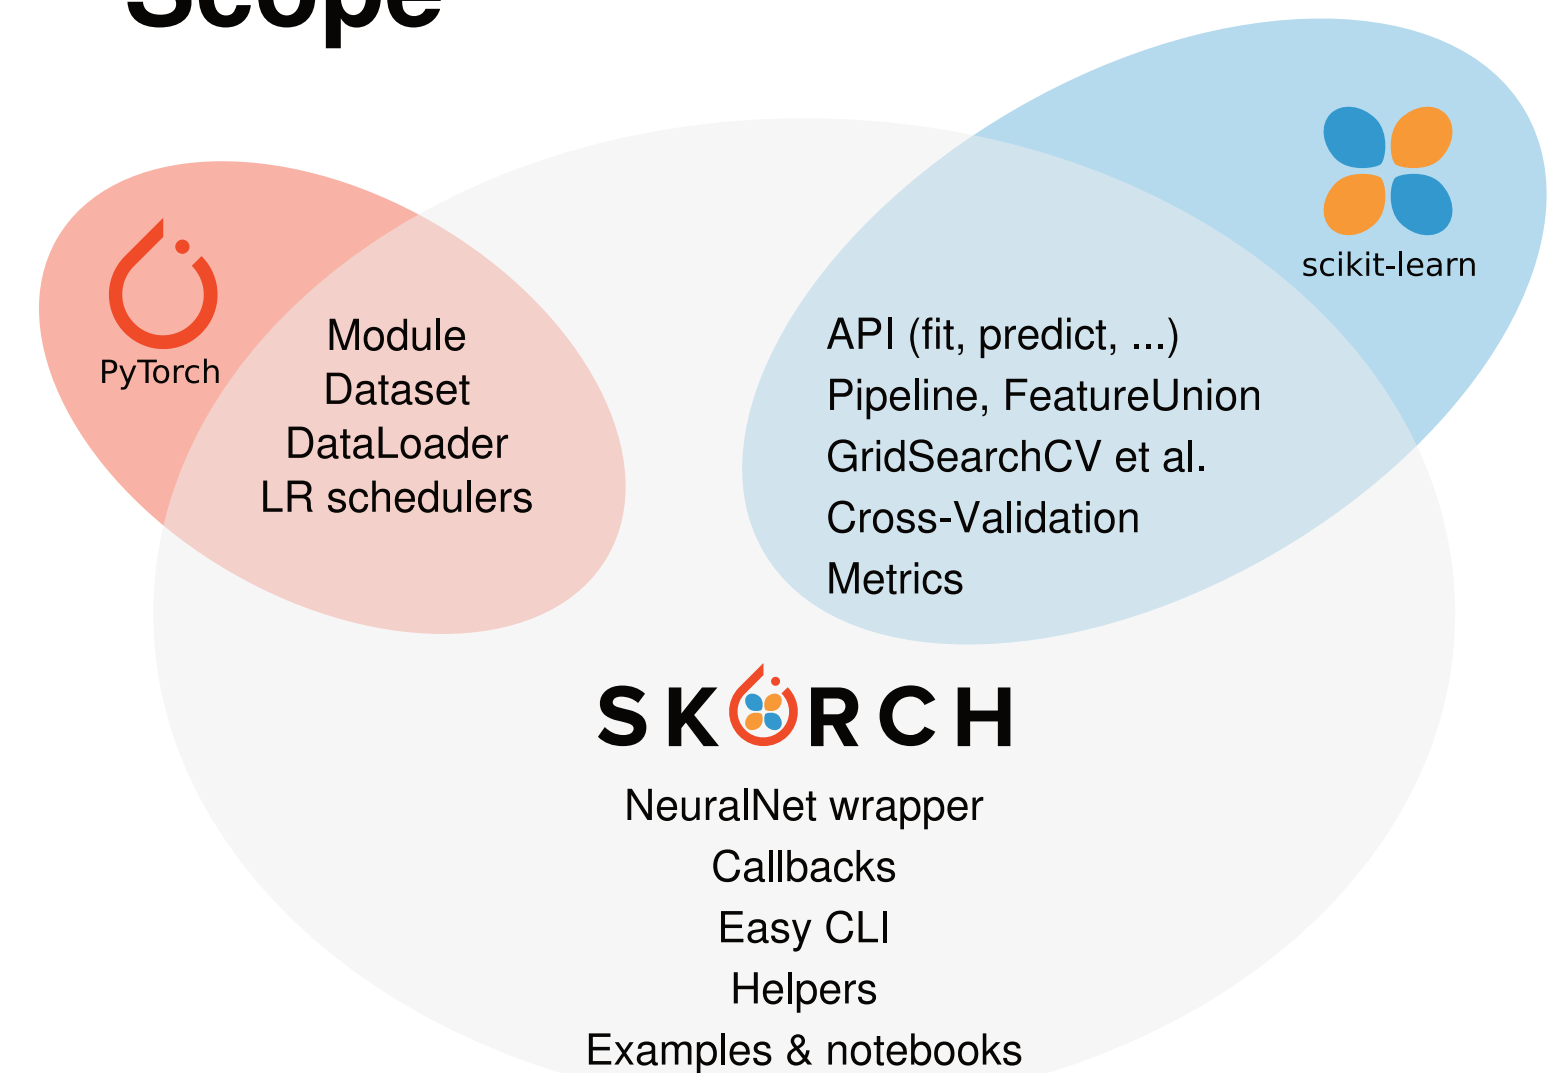 Scope
scikit-learn
PyTorch
Module
Dataset
DataLoader
LR schedulers
API (fit, predict, ...)
Pipeline, FeatureUnion
GridSearchCV et al.
Cross-Validation
Metrics
SKORCH
NeuralNet wrapper
Callbacks
Easy CLI
Helpers
Examples & notebooks